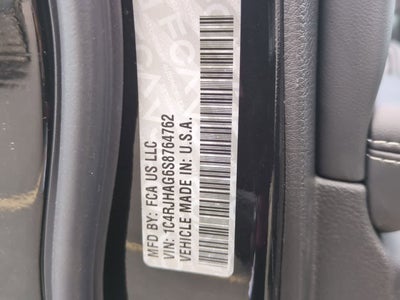 MFD BY: FCA US LLC
VIN: 1C4RJHAG6S8764762
VEHICLE MADE IN: U.S.A.